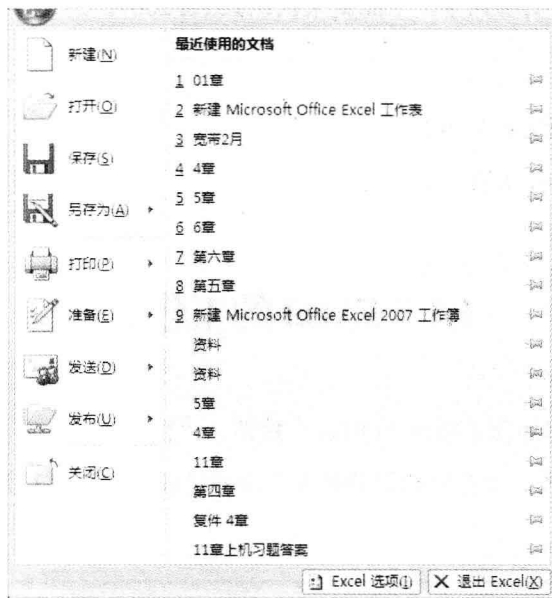 新建(N)
打开(O)
保存(S)
另存为(A)
打印(P)
准备(E)
发送(D)
发布(U)
关闭(C)
最近使用的文档
1 01章
2 新建 Microsoft Office Excel 工作表
3 宽带2月
4 4章
5 5章
6 6章
7 第六章
8 第五章
9 新建 Microsoft Office Excel 2007 工作簿
资料
资料
5章
4章
11章
第四章
复件 4章
11章上机习题答案
Excel 选项(I)
退出 Excel(X)